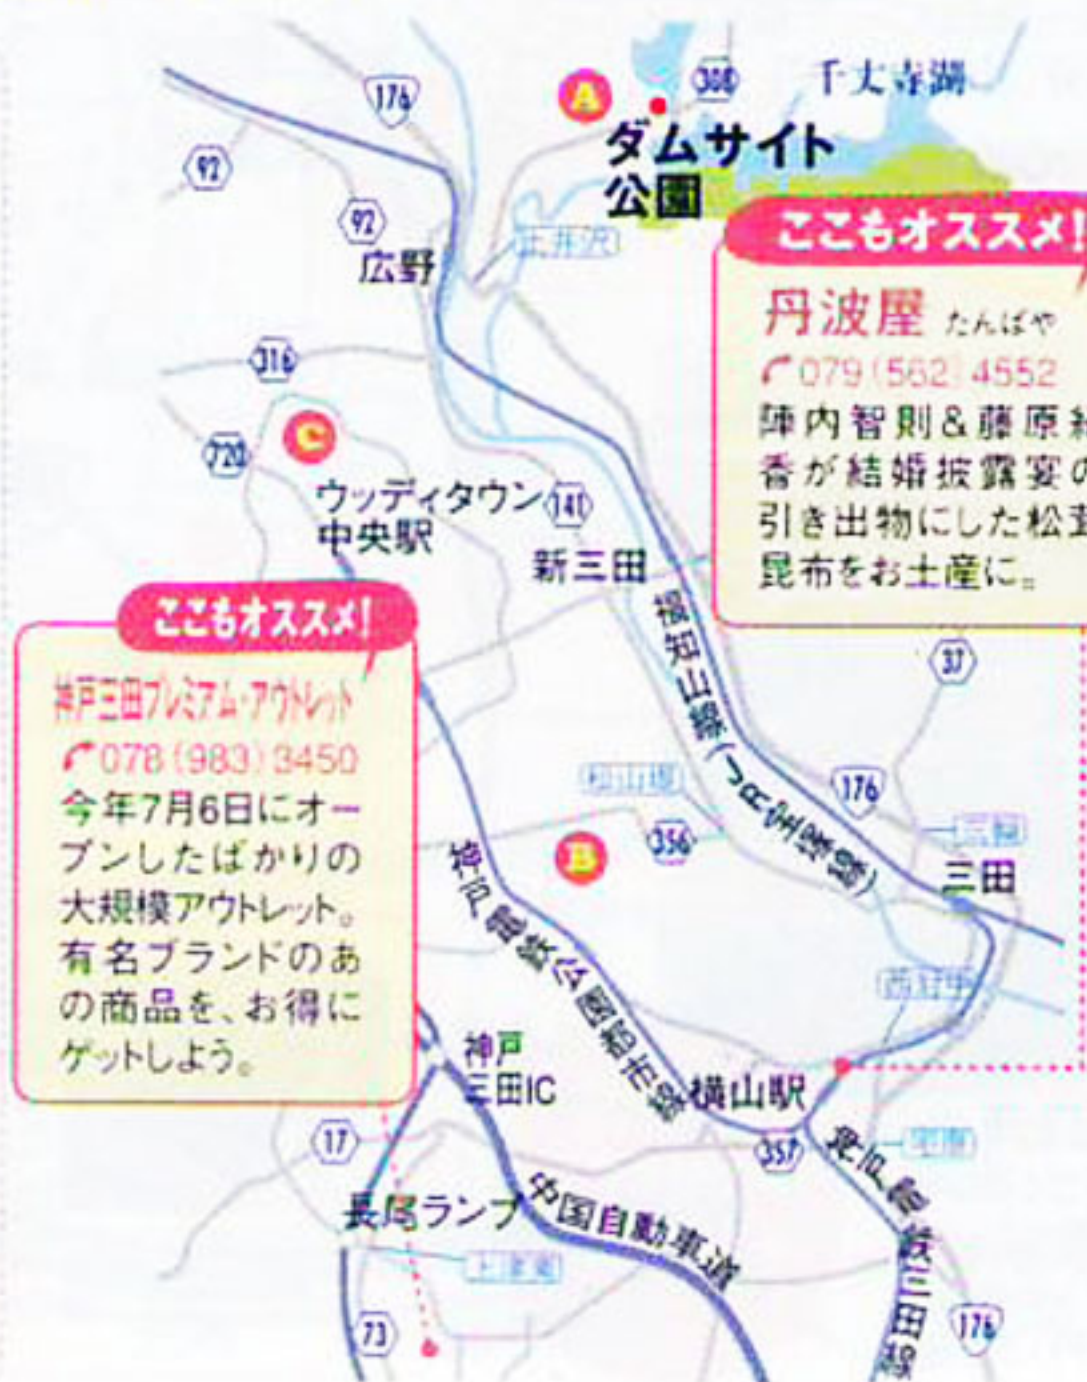 176
A
308
千丈寺湖
ダムサイト
公園
92
92
広野
ここもオススメ!
丹波屋 たんばや
079(562)4552
陣内智則&藤原紀
香が結婚披露宴の
引き出物にした松茸
昆布をお土産に。
316
C
720
ウッディタウン
中央駅
141
新三田
福知山線(JR宝塚線)
37
ここもオススメ!
神戸三田プレミアム・アウトレット
078(983)3450
今年7月6日にオー
プンしたばかりの
大規模アウトレット。
有名ブランドのあ
の商品を、お得に
ゲットしよう。
176
356
B
三輪
三田
神戸電鉄公園都市線
神戸
三田IC
横山駅
357
17
長尾ランプ
中国自動車道
神戸電鉄三田線
73
176